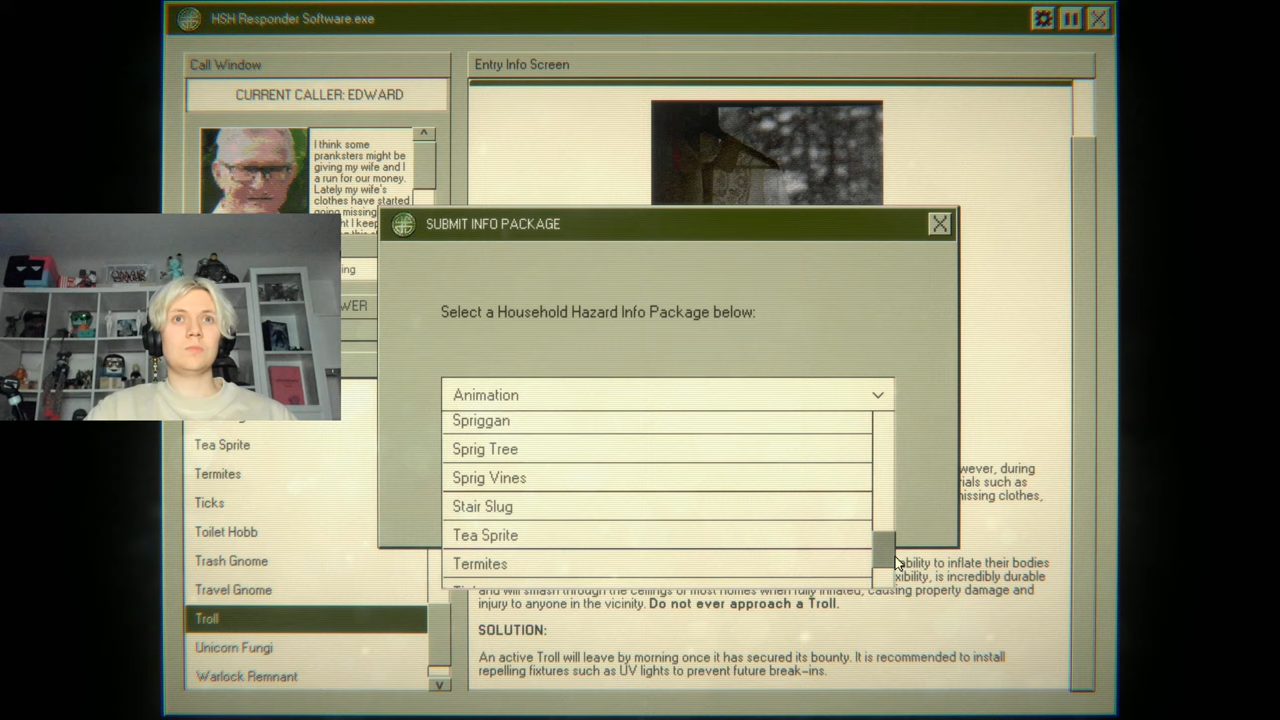 HSH Responder Software.exe
Call Window
CURRENT CALLER: EDWARD
I think some
pranksters might be
giving my wife and I
a run for our money.
Lately my wife's
clothes have started
going missing
Entry Info Screen
SUBMIT INFO PACKAGE
Select a Household Hazard Info Package below:
Animation
Spriggan
Sprig Tree
Sprig Vines
Stair Slug
Tea Sprite
Termites
Tea Sprite
Termites
Ticks
Toilet Hobb
Trash Gnome
Travel Gnome
Troll
Unicorn Fungi
Warlock Remnant
wever, during
rials such as
missing clothes,
ability to inflate their bodies
xibility, is incredibly durable
and will smash through the ceilings of most homes when fully inflated, causing property damage and
injury to anyone in the vicinity. Do not ever approach a Troll.
SOLUTION:
An active Troll will leave by morning once it has secured its bounty. It is recommended to install
repelling fixtures such as UV lights to prevent future break-ins.